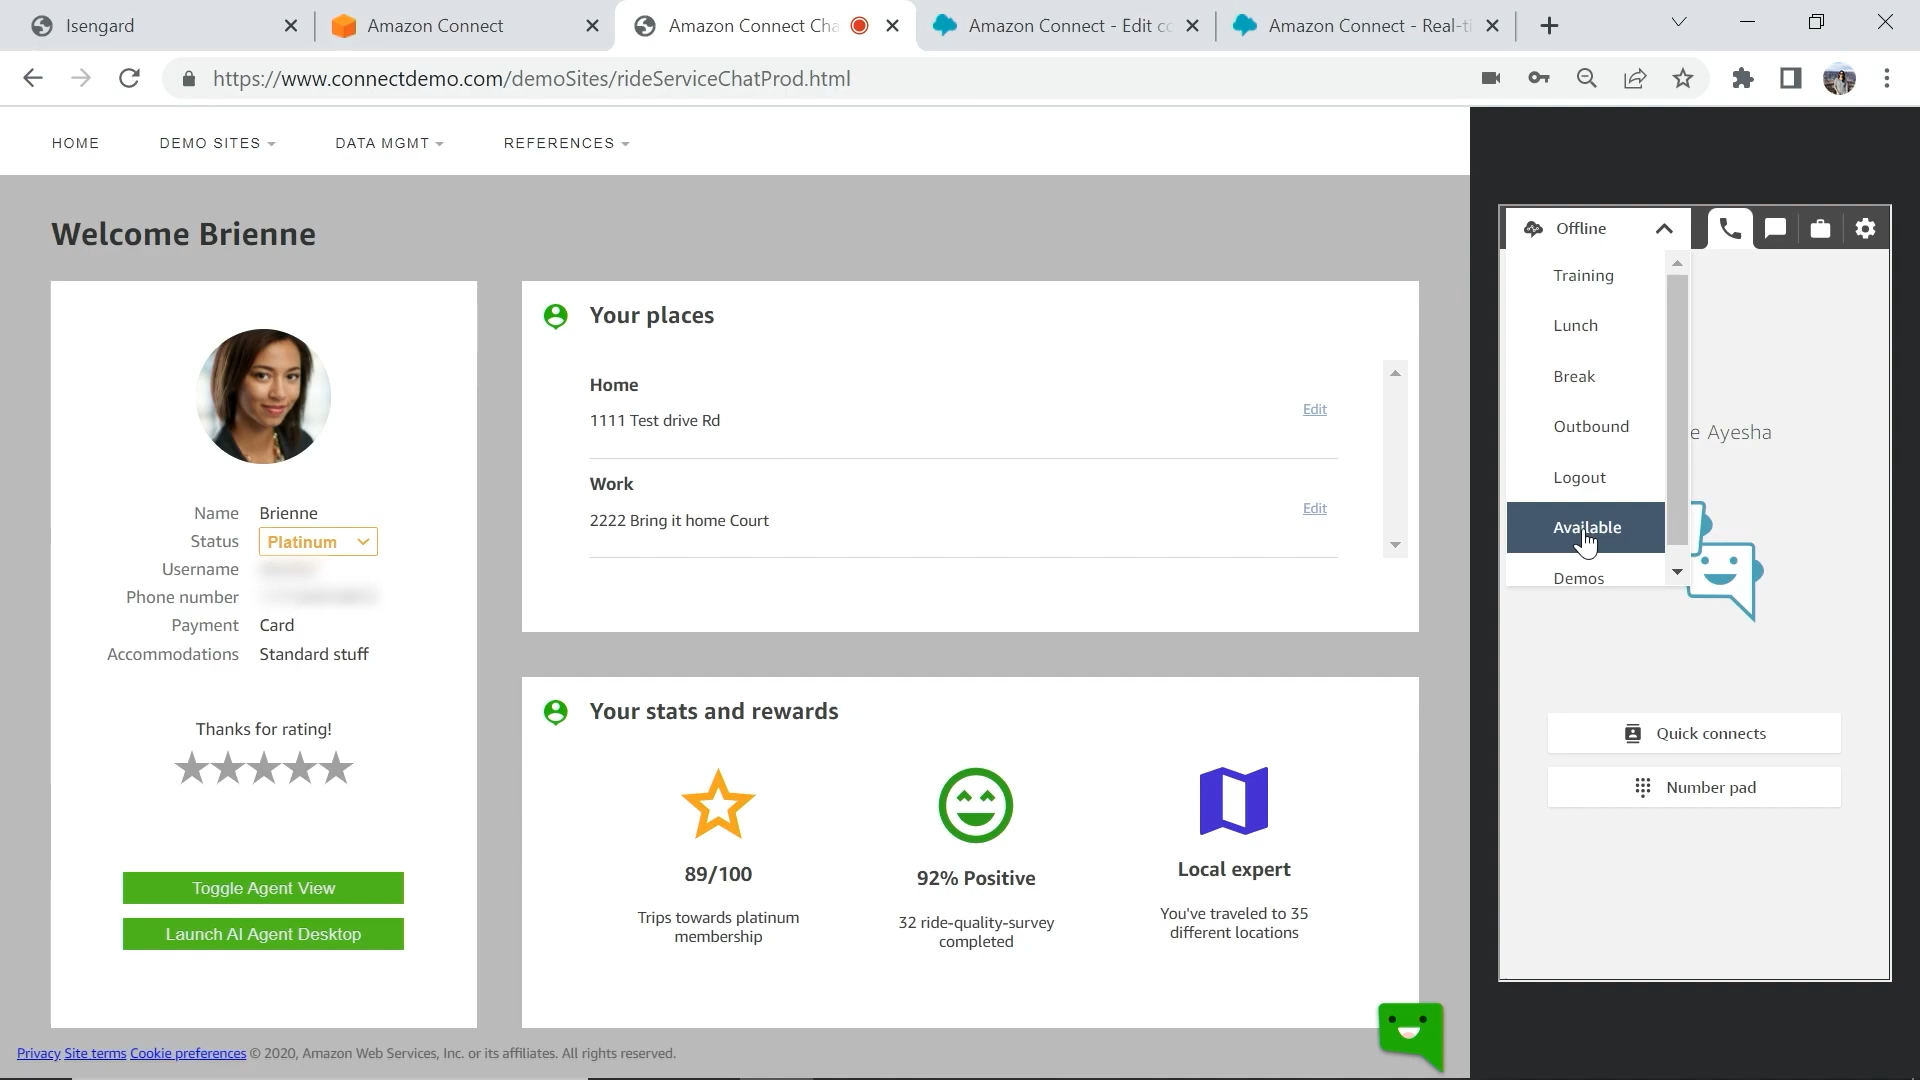 Isengard
Amazon Connect
Amazon Connect Cha
Amazon Connect - Edit co
Amazon Connect - Real-ti
https://www.connectdemo.com/demoSites/rideServiceChatProd.html
HOME
DEMO SITES
DATA MGMT
REFERENCES
Welcome Brienne
Name Brienne
Status Platinum
Username
Phone number
Payment Card
Accommodations Standard stuff
Thanks for rating!
Toggle Agent View
Launch AI Agent Desktop
Your places
Home
1111 Test drive Rd
Edit
Work
2222 Bring it home Court
Edit
Your stats and rewards
89/100
Trips towards platinum
membership
92% Positive
32 ride-quality-survey
completed
Local expert
You've traveled to 35
different locations
Offline
Training
Lunch
Break
Outbound
Logout
Available
Demos
e Ayesha
Quick connects
Number pad
Privacy Site terms Cookie preferences © 2020, Amazon Web Services, Inc. or its affiliates. All rights reserved.